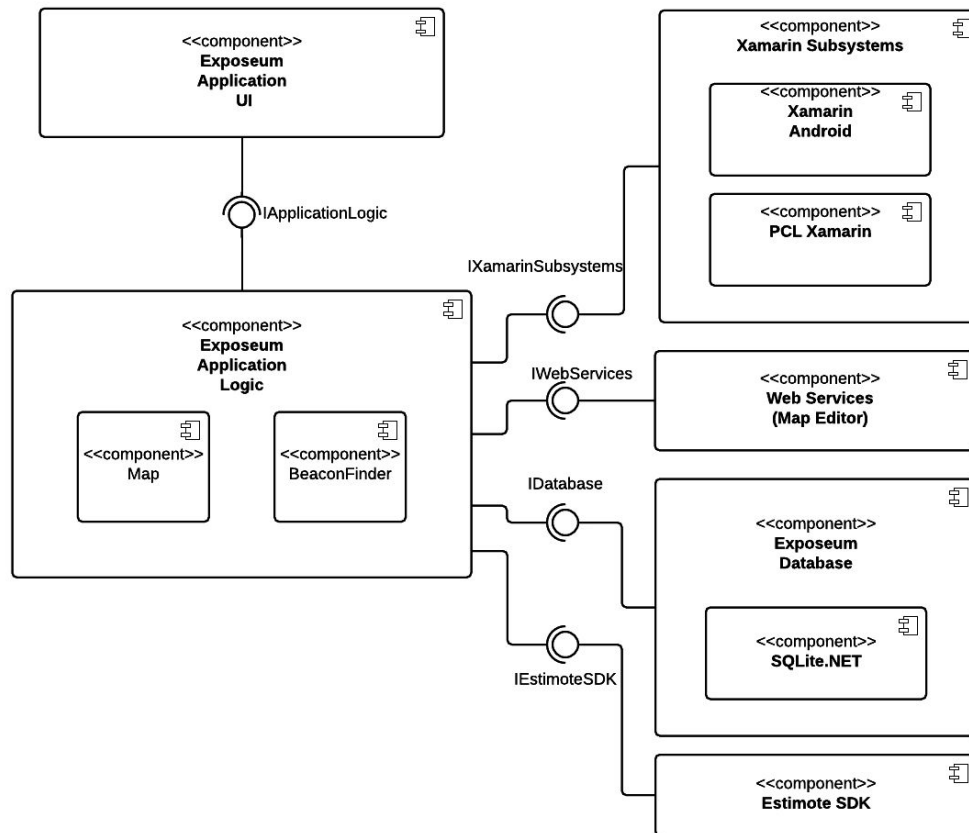 <<component>>
Exposeum
Application
UI
IApplicationLogic
<<component>>
Exposeum
Application
Logic
<<component>>
Map
<<component>>
BeaconFinder
IXamarinSubsystems
IWebServices
IDatabase
IEstimoteSDK
<<component>>
Xamarin Subsystems
<<component>>
Xamarin
Android
<<component>>
PCL Xamarin
<<component>>
Web Services
(Map Editor)
<<component>>
Exposeum
Database
<<component>>
SQLite.NET
<<component>>
Estimote SDK